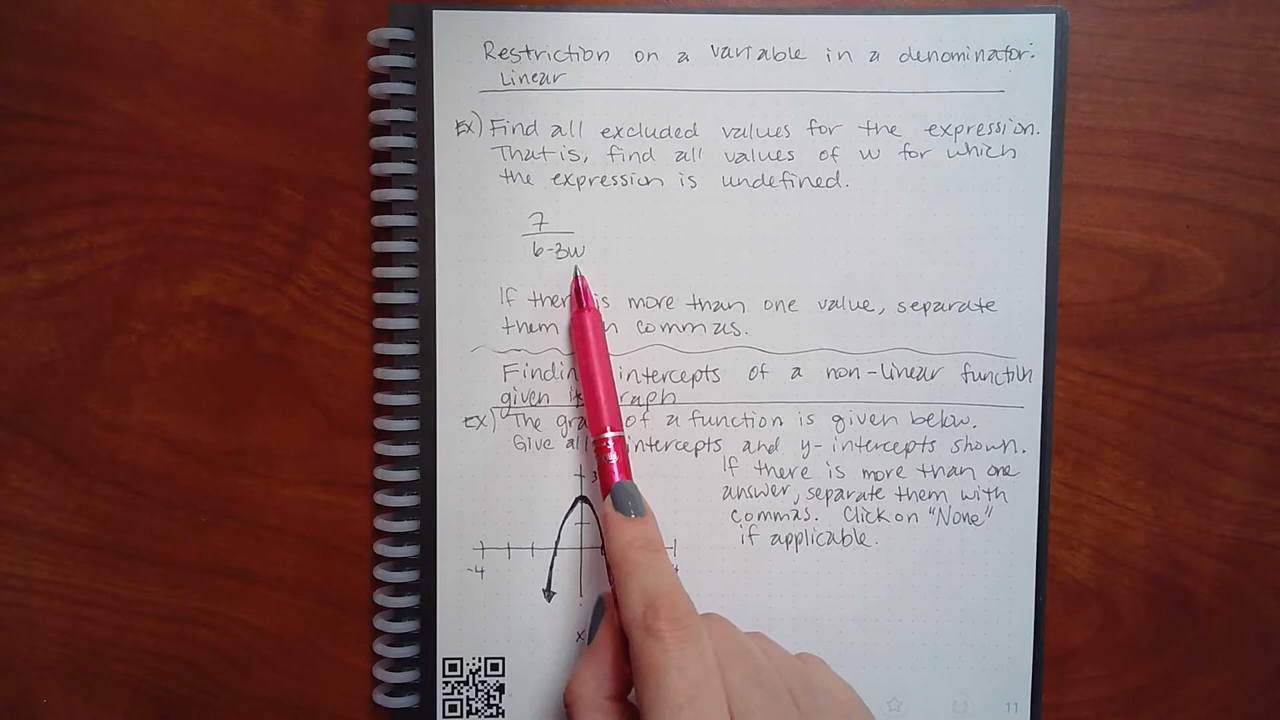 Restriction on a variable in a denominator:
Linear
EX) Find all excluded values for the expression.
That is, find all values of w for which
the expression is undefined.
7
6-3w
If there is more than one value, separate
them commas.
Finding intercepts of a non-linear function
given its graph
EX) The graph of a function is given below.
Give all intercepts and y-intercepts shown.
If there is more than one
answer, separate them with
commas. Click on "None"
if applicable.
3
-4
x
11